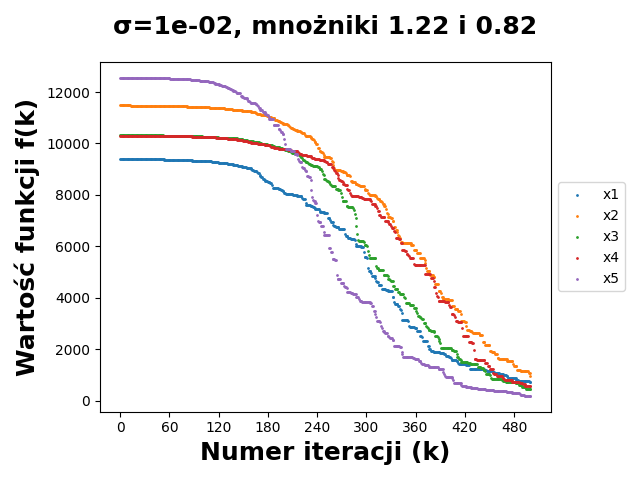 σ=1e-02, mnożniki 1.22 i 0.82
Wartość funkcji f(k)
12000
10000
8000
6000
4000
2000
0
0 60 120 180 240 300 360 420 480
Numer iteracji (k)
x1
x2
x3
x4
x5